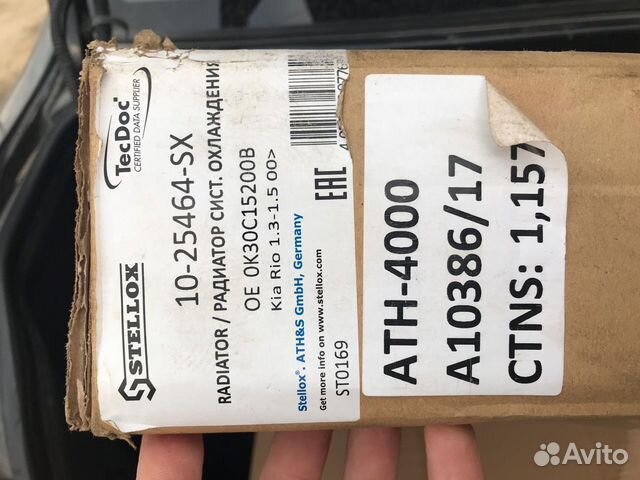 STELLOX
TecDoc
CERTIFIED DATA SUPPLIER
10-25464-SX
RADIATOR / РАДИАТОР СИСТ. ОХЛАЖДЕНИЯ
OE 0K30C15200B
Kia Rio 1.3-1.5 00>
Stellox®. ATH&S GmbH, Germany
Get more info on www.stellox.com
ST0169
EAC
ATH-4000
A10386/17
CTNS: 1,157
Avito